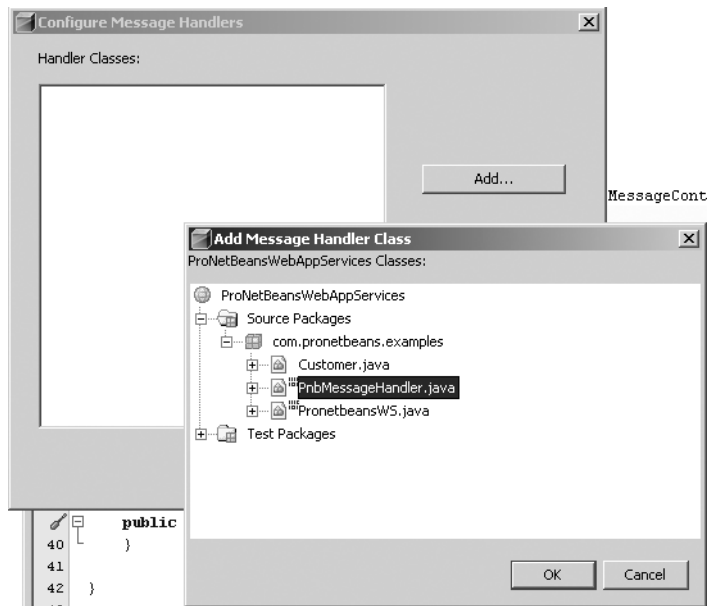 Configure Message Handlers
Handler Classes:
Add...
MessageCont
Add Message Handler Class
ProNetBeansWebAppServices Classes:
ProNetBeansWebAppServices
Source Packages
com.pronetbeans.examples
Customer.java
PnbMessageHandler.java
PronetbeansWS.java
Test Packages
public
40 }
41
42 }
OK Cancel